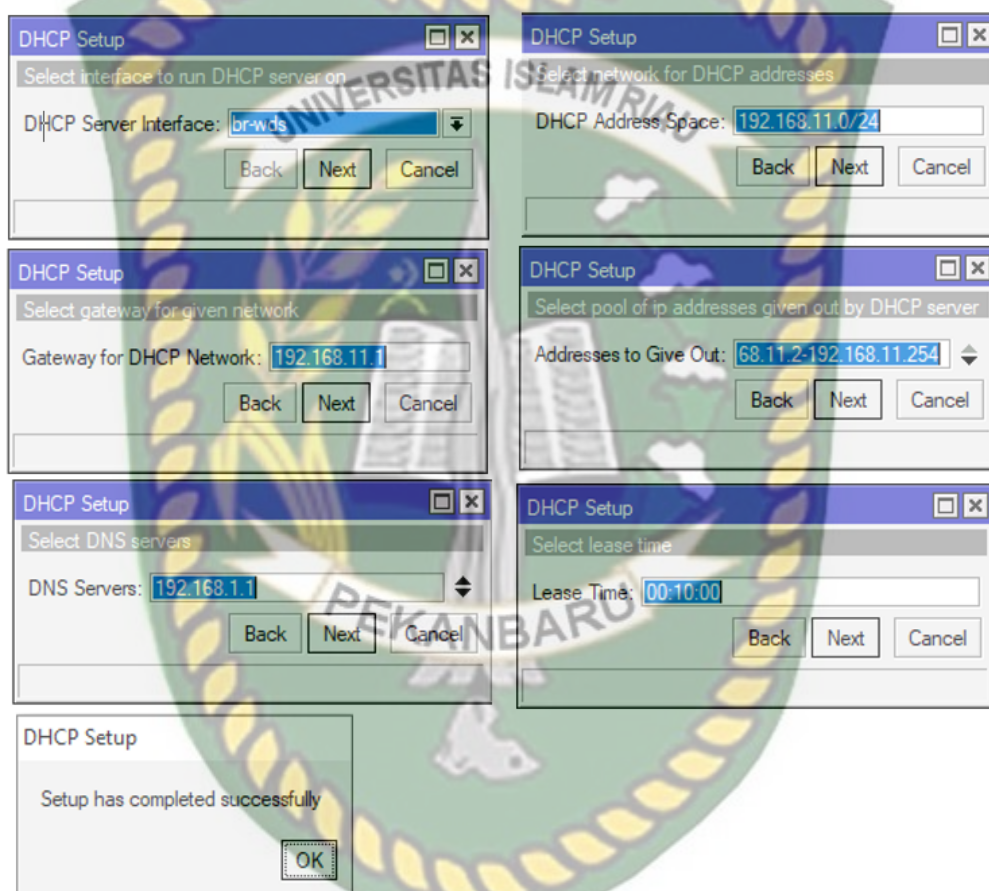 DHCP Setup
Select interface to run DHCP server on
DHCP Server Interface: br-wds
Back Next Cancel
DHCP Setup
Select network for DHCP addresses
DHCP Address Space: 192.168.11.0/24
Back Next Cancel
DHCP Setup
Select gateway for given network
Gateway for DHCP Network: 192.168.11.1
Back Next Cancel
DHCP Setup
Select pool of ip addresses given out by DHCP server
Addresses to Give Out: 68.11.2-192.168.11.254
Back Next Cancel
DHCP Setup
Select DNS servers
DNS Servers: 192.168.1.1
Back Next Cancel
DHCP Setup
Select lease time
Lease Time: 00:10:00
Back Next Cancel
DHCP Setup
Setup has completed successfully
OK
UNIVERSITAS ISLAM RIAU
PEKANBARU